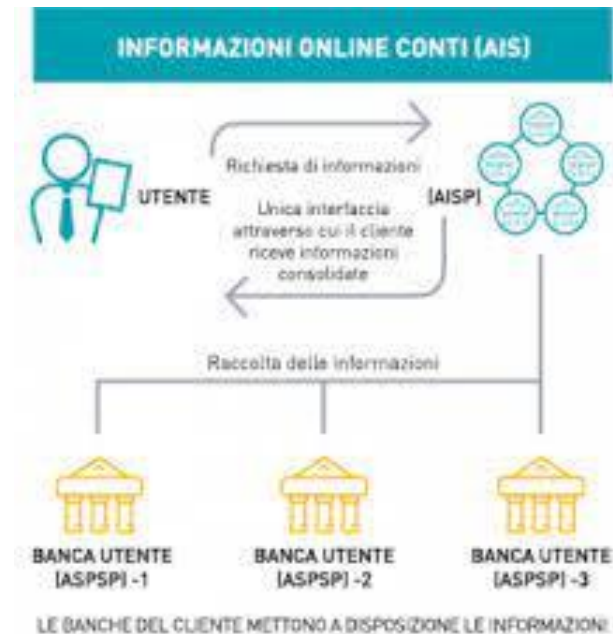 INFORMAZIONI ONLINE CONTI (AIS)
Richiesta di informazioni
UTENTE
(AISP)
Unica interfaccia
attraverso cui il cliente
riceve informazioni
consolidate
Raccolta delle informazioni
BANCA UTENTE
(ASPSP) -1
BANCA UTENTE
(ASPSP) -2
BANCA UTENTE
(ASPSP) -3
LE BANCHE DEL CLIENTE METTONO A DISPOSIZIONE LE INFORMAZIONI